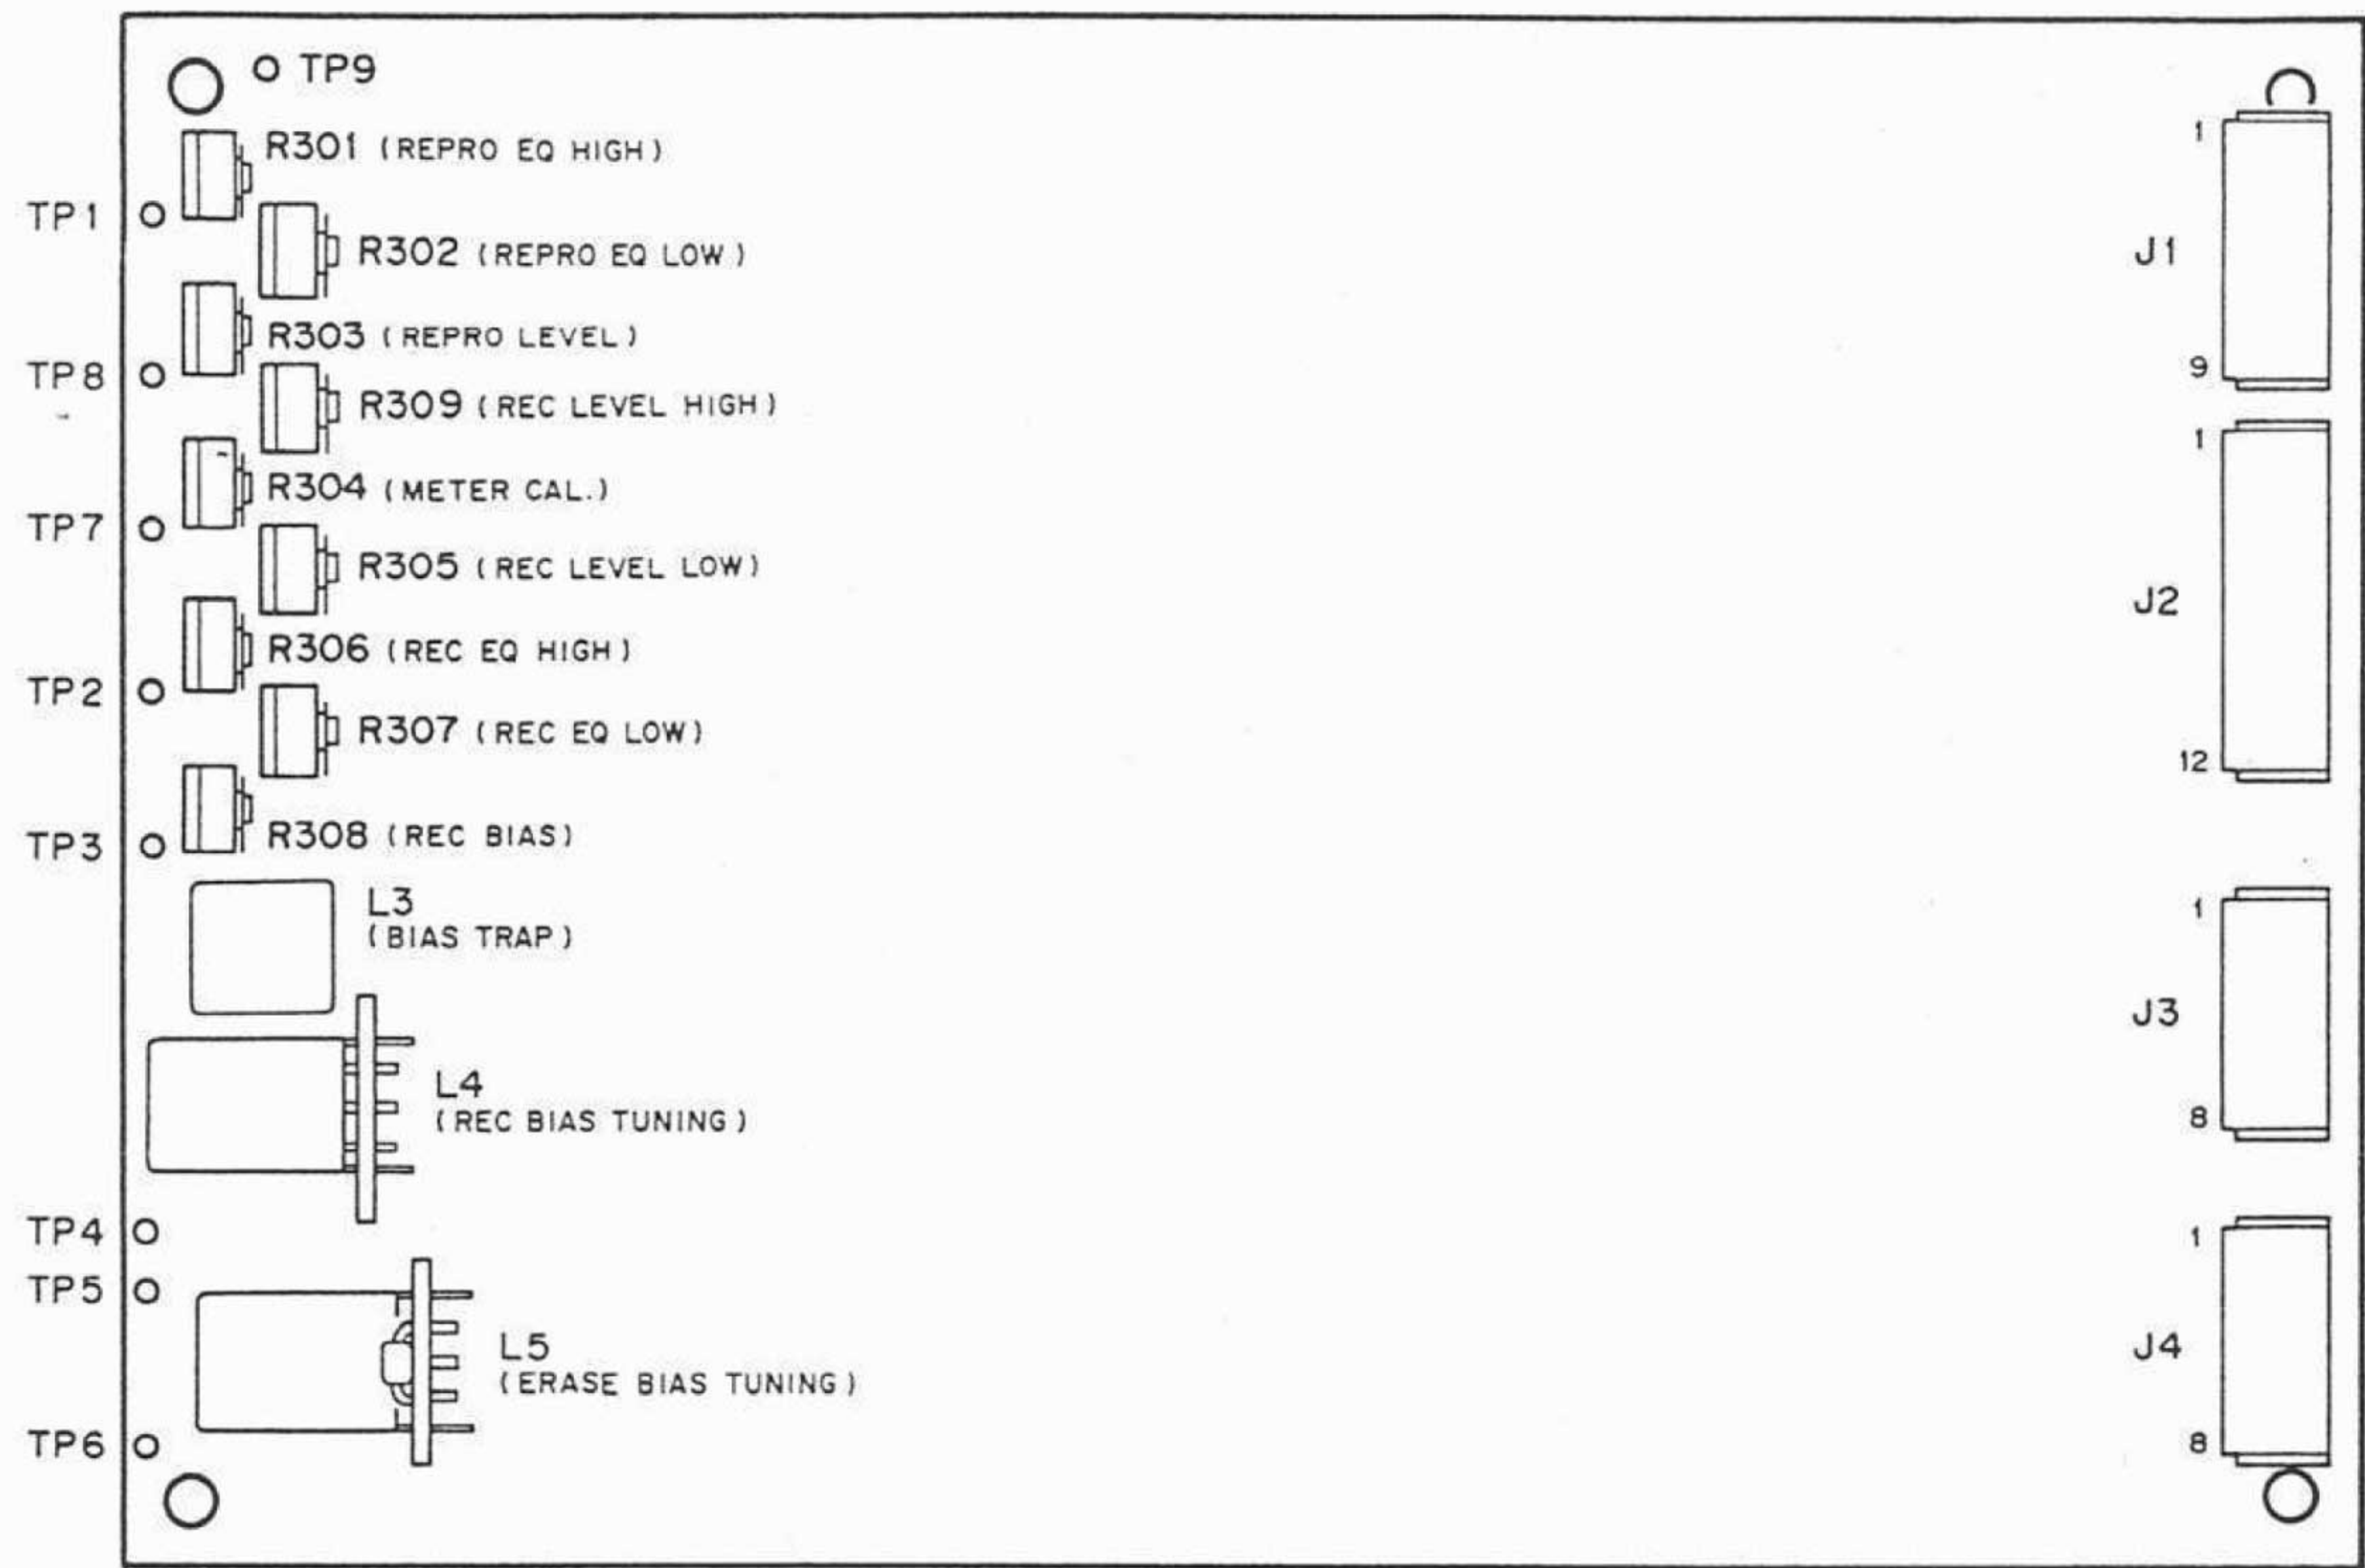 TP9
R301 (REPRO EQ HIGH)
TP1
R302 (REPRO EQ LOW)
R303 (REPRO LEVEL)
TP8
R309 (REC LEVEL HIGH)
R304 (METER CAL.)
TP7
R305 (REC LEVEL LOW)
R306 (REC EQ HIGH)
TP2
R307 (REC EQ LOW)
R308 (REC BIAS)
TP3
L3
(BIAS TRAP)
L4
(REC BIAS TUNING)
TP4
TP5
L5
(ERASE BIAS TUNING)
TP6
1
J1
9
1
J2
12
1
J3
8
1
J4
8